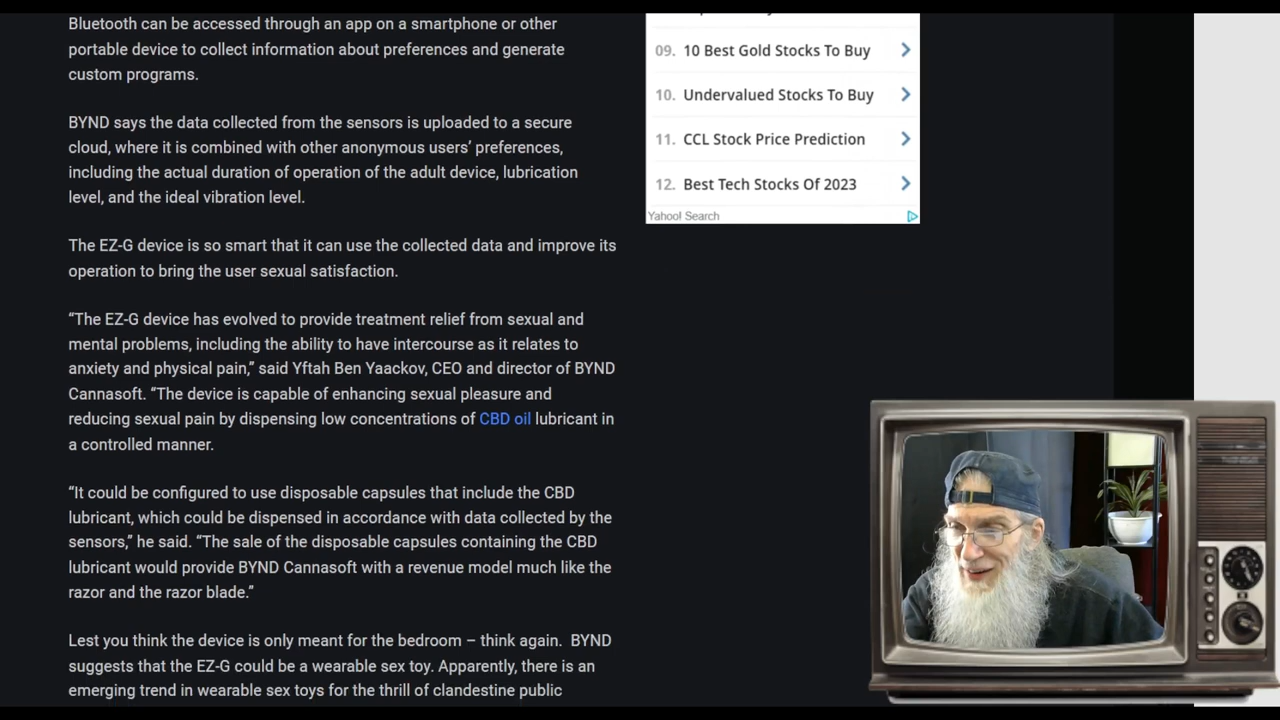 Bluetooth can be accessed through an app on a smartphone or other
portable device to collect information about preferences and generate
custom programs.
BYND says the data collected from the sensors is uploaded to a secure
cloud, where it is combined with other anonymous users’ preferences,
including the actual duration of operation of the adult device, lubrication
level, and the ideal vibration level.
The EZ-G device is so smart that it can use the collected data and improve its
operation to bring the user sexual satisfaction.
“The EZ-G device has evolved to provide treatment relief from sexual and
mental problems, including the ability to have intercourse as it relates to
anxiety and physical pain,” said Yftah Ben Yaackov, CEO and director of BYND
Cannasoft. “The device is capable of enhancing sexual pleasure and
reducing sexual pain by dispensing low concentrations of CBD oil lubricant in
a controlled manner.
“It could be configured to use disposable capsules that include the CBD
lubricant, which could be dispensed in accordance with data collected by the
sensors,” he said. “The sale of the disposable capsules containing the CBD
lubricant would provide BYND Cannasoft with a revenue model much like the
razor and the razor blade.”
Lest you think the device is only meant for the bedroom – think again. BYND
suggests that the EZ-G could be a wearable sex toy. Apparently, there is an
emerging trend in wearable sex toys for the thrill of clandestine public
09. 10 Best Gold Stocks To Buy
10. Undervalued Stocks To Buy
11. CCL Stock Price Prediction
12. Best Tech Stocks Of 2023
Yahoo! Search